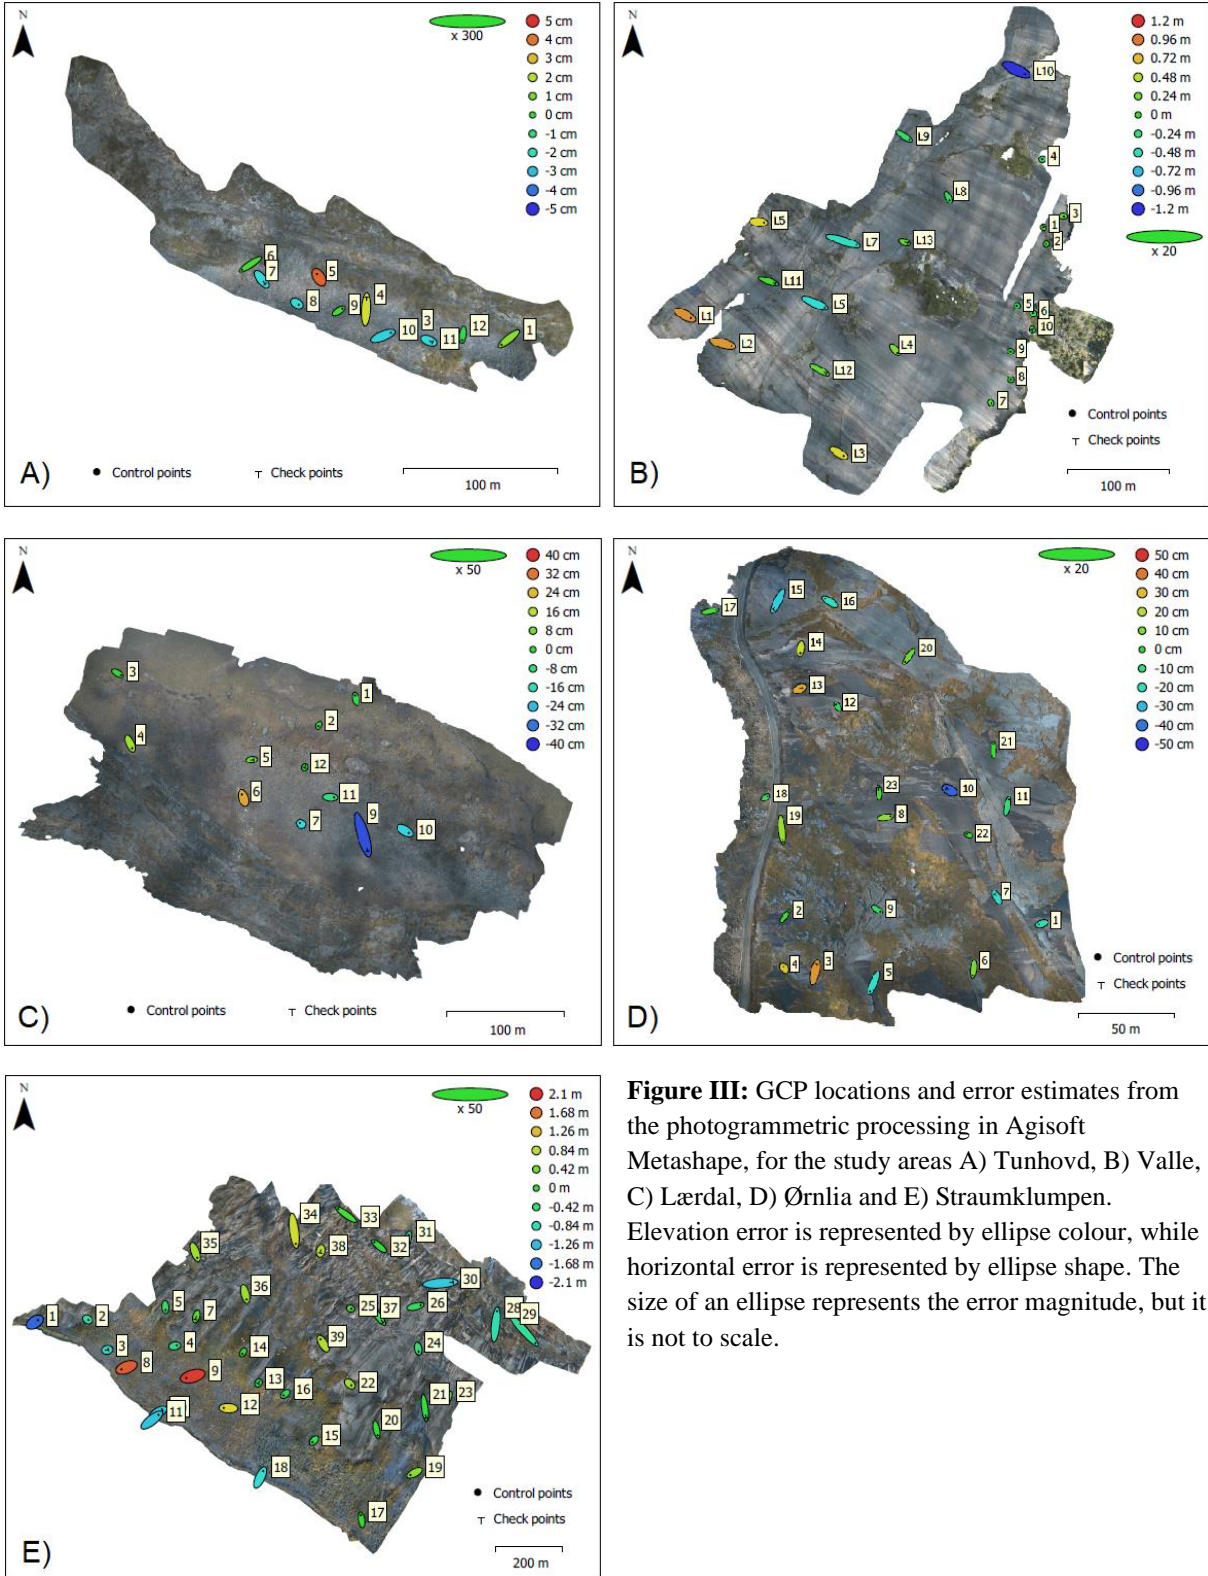 N
x 300
5 cm
4 cm
3 cm
2 cm
1 cm
0 cm
-1 cm
-2 cm
-3 cm
-4 cm
-5 cm
6
7
5
8
9
4
10
3
11
12
1
A)
Control points
Check points
100 m
N
1.2 m
0.96 m
0.72 m
0.48 m
0.24 m
0 m
-0.24 m
-0.48 m
-0.72 m
-0.96 m
-1.2 m
x 20
L10
L9
4
L8
3
1
2
L5
L7
L13
L11
L5
5
6
10
L1
L2
L4
9
L12
8
7
L3
Control points
Check points
B)
100 m
N
x 50
40 cm
32 cm
24 cm
16 cm
8 cm
0 cm
-8 cm
-16 cm
-24 cm
-32 cm
-40 cm
3
1
2
4
5
12
6
11
9
7
10
C)
Control points
Check points
100 m
N
x 20
50 cm
40 cm
30 cm
20 cm
10 cm
0 cm
-10 cm
-20 cm
-30 cm
-40 cm
-50 cm
17
15
16
14
20
13
12
21
23
10
18
11
8
19
22
7
2
9
1
4
3
5
6
Control points
Check points
D)
50 m
N
x 50
2.1 m
1.68 m
1.26 m
0.84 m
0.42 m
0 m
-0.42 m
-0.84 m
-1.26 m
-1.68 m
-2.1 m
34
33
31
35
38
32
30
36
1
2
5
7
25
37
26
28
29
3
4
14
39
24
8
9
13
16
22
21
23
11
12
20
15
18
19
17
Control points
Check points
E)
200 m
Figure III: GCP locations and error estimates from
the photogrammetric processing in Agisoft
Metashape, for the study areas A) Tunhovd, B) Valle,
C) Lærdal, D) Ørnlia and E) Straumklumpen.
Elevation error is represented by ellipse colour, while
horizontal error is represented by ellipse shape. The
size of an ellipse represents the error magnitude, but it
is not to scale.